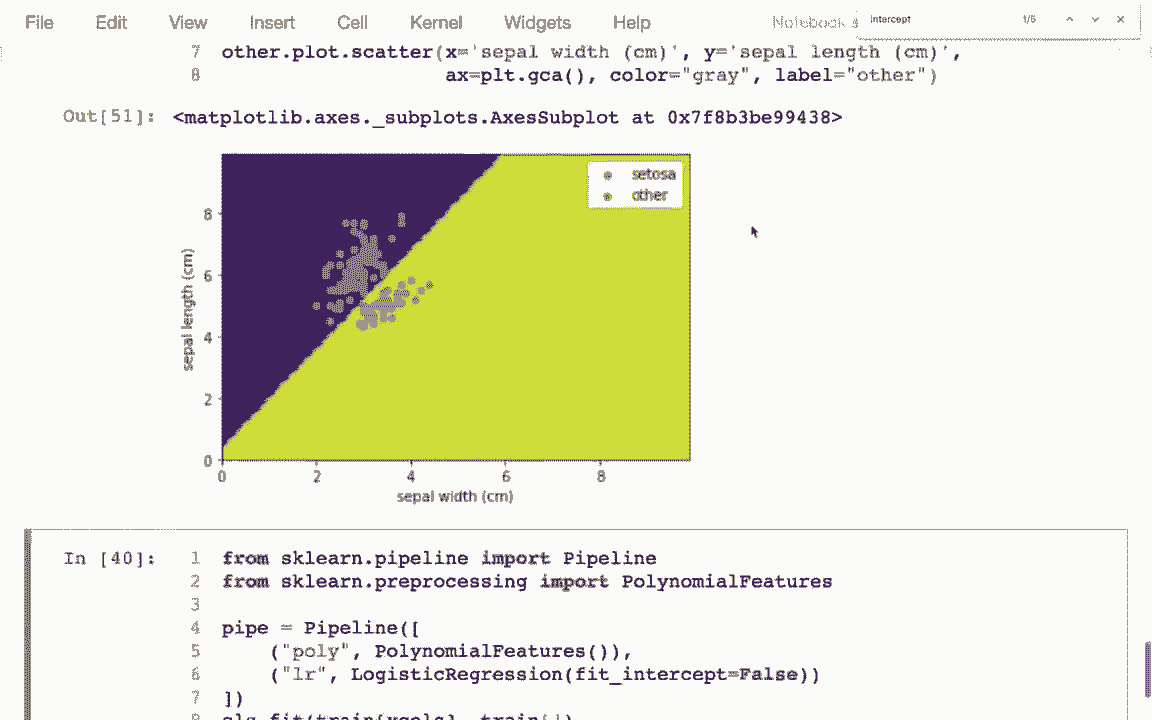 File Edit View Insert Cell Kernel Widgets Help Notebook
intercept 1/5
7 other.plot.scatter(x='sepal width (cm)', y='sepal length (cm)',
8 ax=plt.gca(), color="gray", label="other")
Out[51]: <matplotlib.axes._subplots.AxesSubplot at 0x7f8b3be99438>
setosa
other
8
6
4
2
0
sepal length (cm)
0 2 4 6 8
sepal width (cm)
In [40]: 1 from sklearn.pipeline import Pipeline
2 from sklearn.preprocessing import PolynomialFeatures
3
4 pipe = Pipeline([
5 ("poly", PolynomialFeatures()),
6 ("lr", LogisticRegression(fit_intercept=False))
7 ])